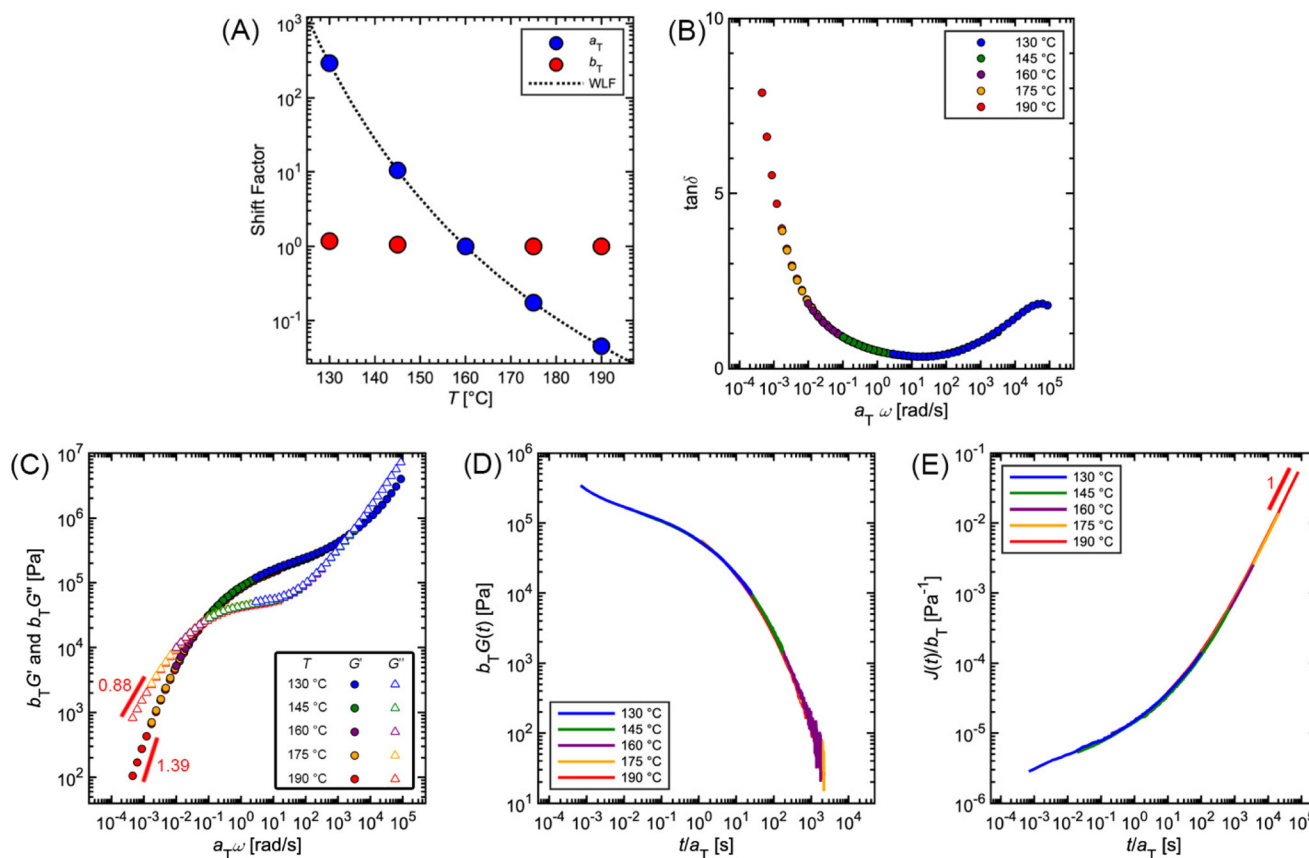 (A)
Shift Factor
10^3
10^2
10^1
10^0
10^-1
a_T
b_T
WLF
130 140 150 160 170 180 190
T [°C]
(B)
tanδ
10
5
0
130 °C
145 °C
160 °C
175 °C
190 °C
10^-4 10^-3 10^-2 10^-1 10^0 10^1 10^2 10^3 10^4 10^5
a_T ω [rad/s]
(C)
b_T G' and b_T G'' [Pa]
10^7
10^6
10^5
10^4
10^3
10^2
0.88
1.39
T G' G''
130 °C
145 °C
160 °C
175 °C
190 °C
10^-4 10^-3 10^-2 10^-1 10^0 10^1 10^2 10^3 10^4 10^5
a_T ω [rad/s]
(D)
b_T G(t) [Pa]
10^6
10^5
10^4
10^3
10^2
10^1
130 °C
145 °C
160 °C
175 °C
190 °C
10^-4 10^-3 10^-2 10^-1 10^0 10^1 10^2 10^3 10^4
t/a_T [s]
(E)
J(t)/b_T [Pa^-1]
10^-1
10^-2
10^-3
10^-4
10^-5
10^-6
130 °C
145 °C
160 °C
175 °C
190 °C
1
10^-4 10^-3 10^-2 10^-1 10^0 10^1 10^2 10^3 10^4 10^5
t/a_T [s]